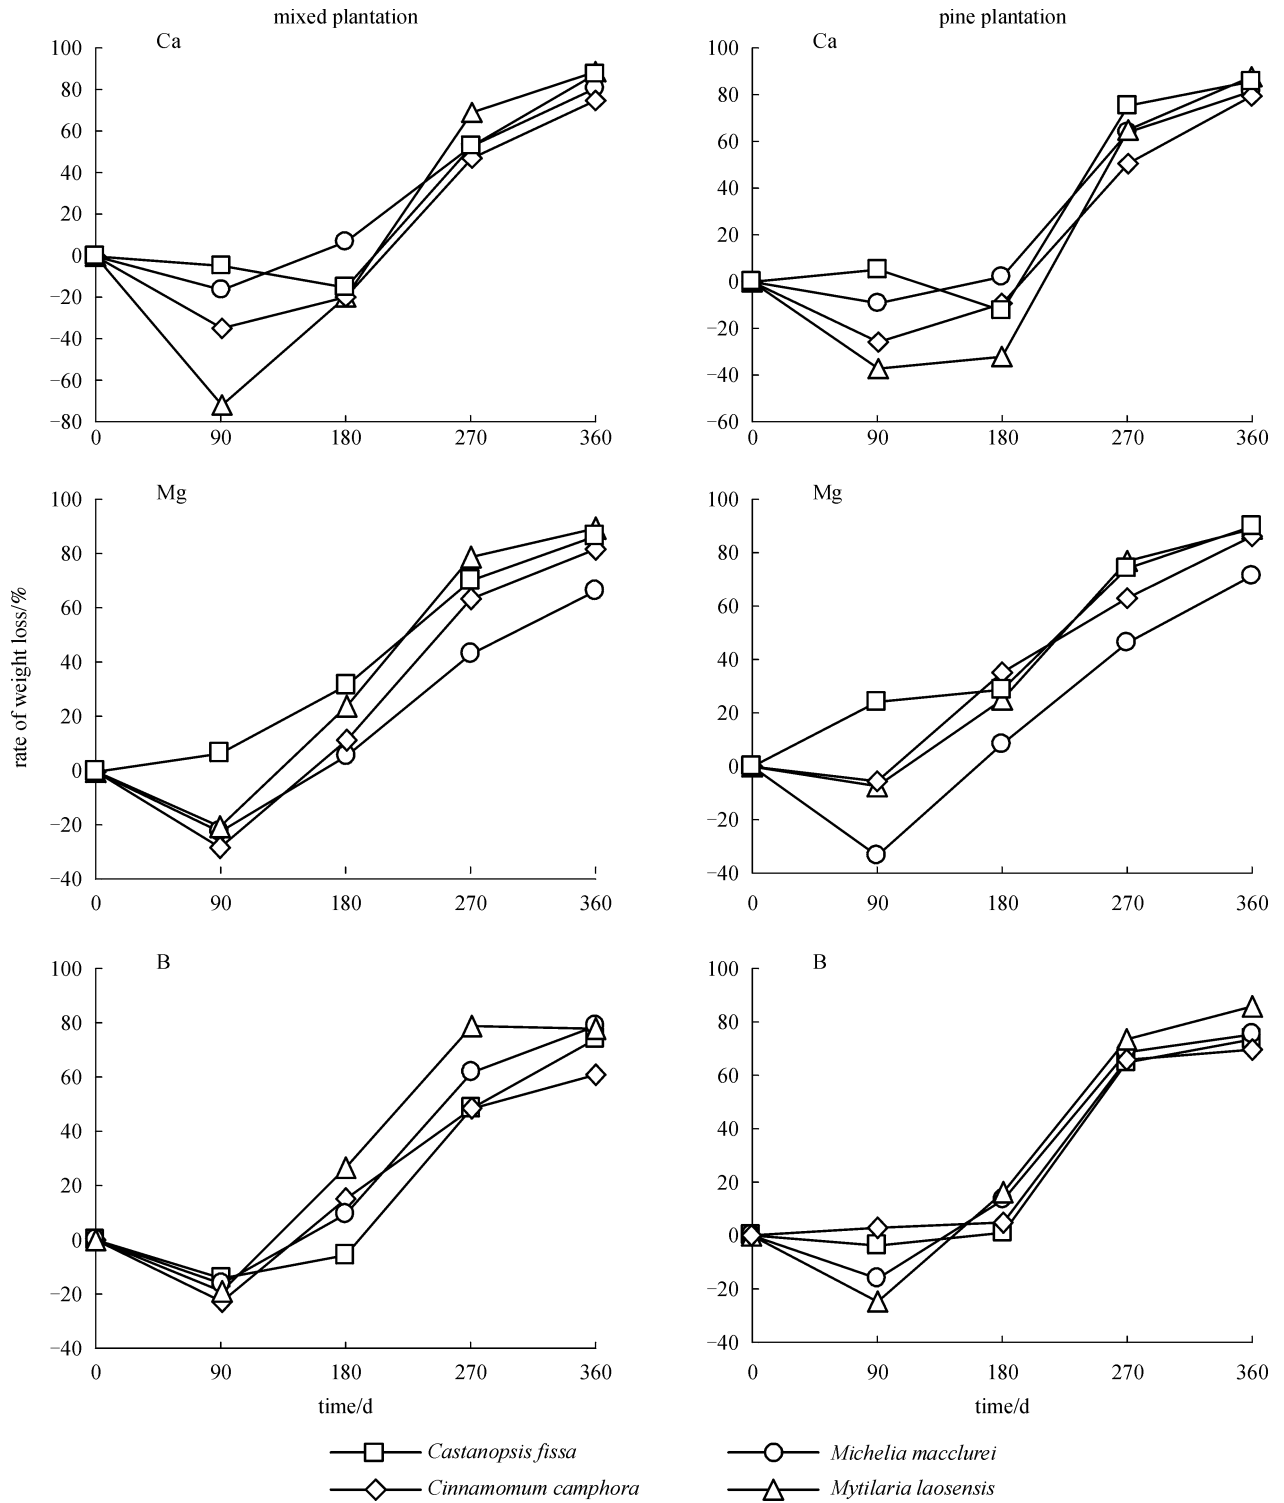 mixed plantation
pine plantation
Ca
100
80
60
40
20
0
−20
−40
−60
−80
0 90 180 270 360
Ca
100
80
60
40
20
0
−20
−40
−60
0 90 180 270 360
rate of weight loss/%
Mg
100
80
60
40
20
0
−20
−40
0 90 180 270 360
Mg
100
80
60
40
20
0
−20
−40
0 90 180 270 360
B
100
80
60
40
20
0
−20
−40
0 90 180 270 360
time/d
B
100
80
60
40
20
0
−20
−40
0 90 180 270 360
time/d
Castanopsis fissa
Michelia macclurei
Cinnamomum camphora
Mytilaria laosensis